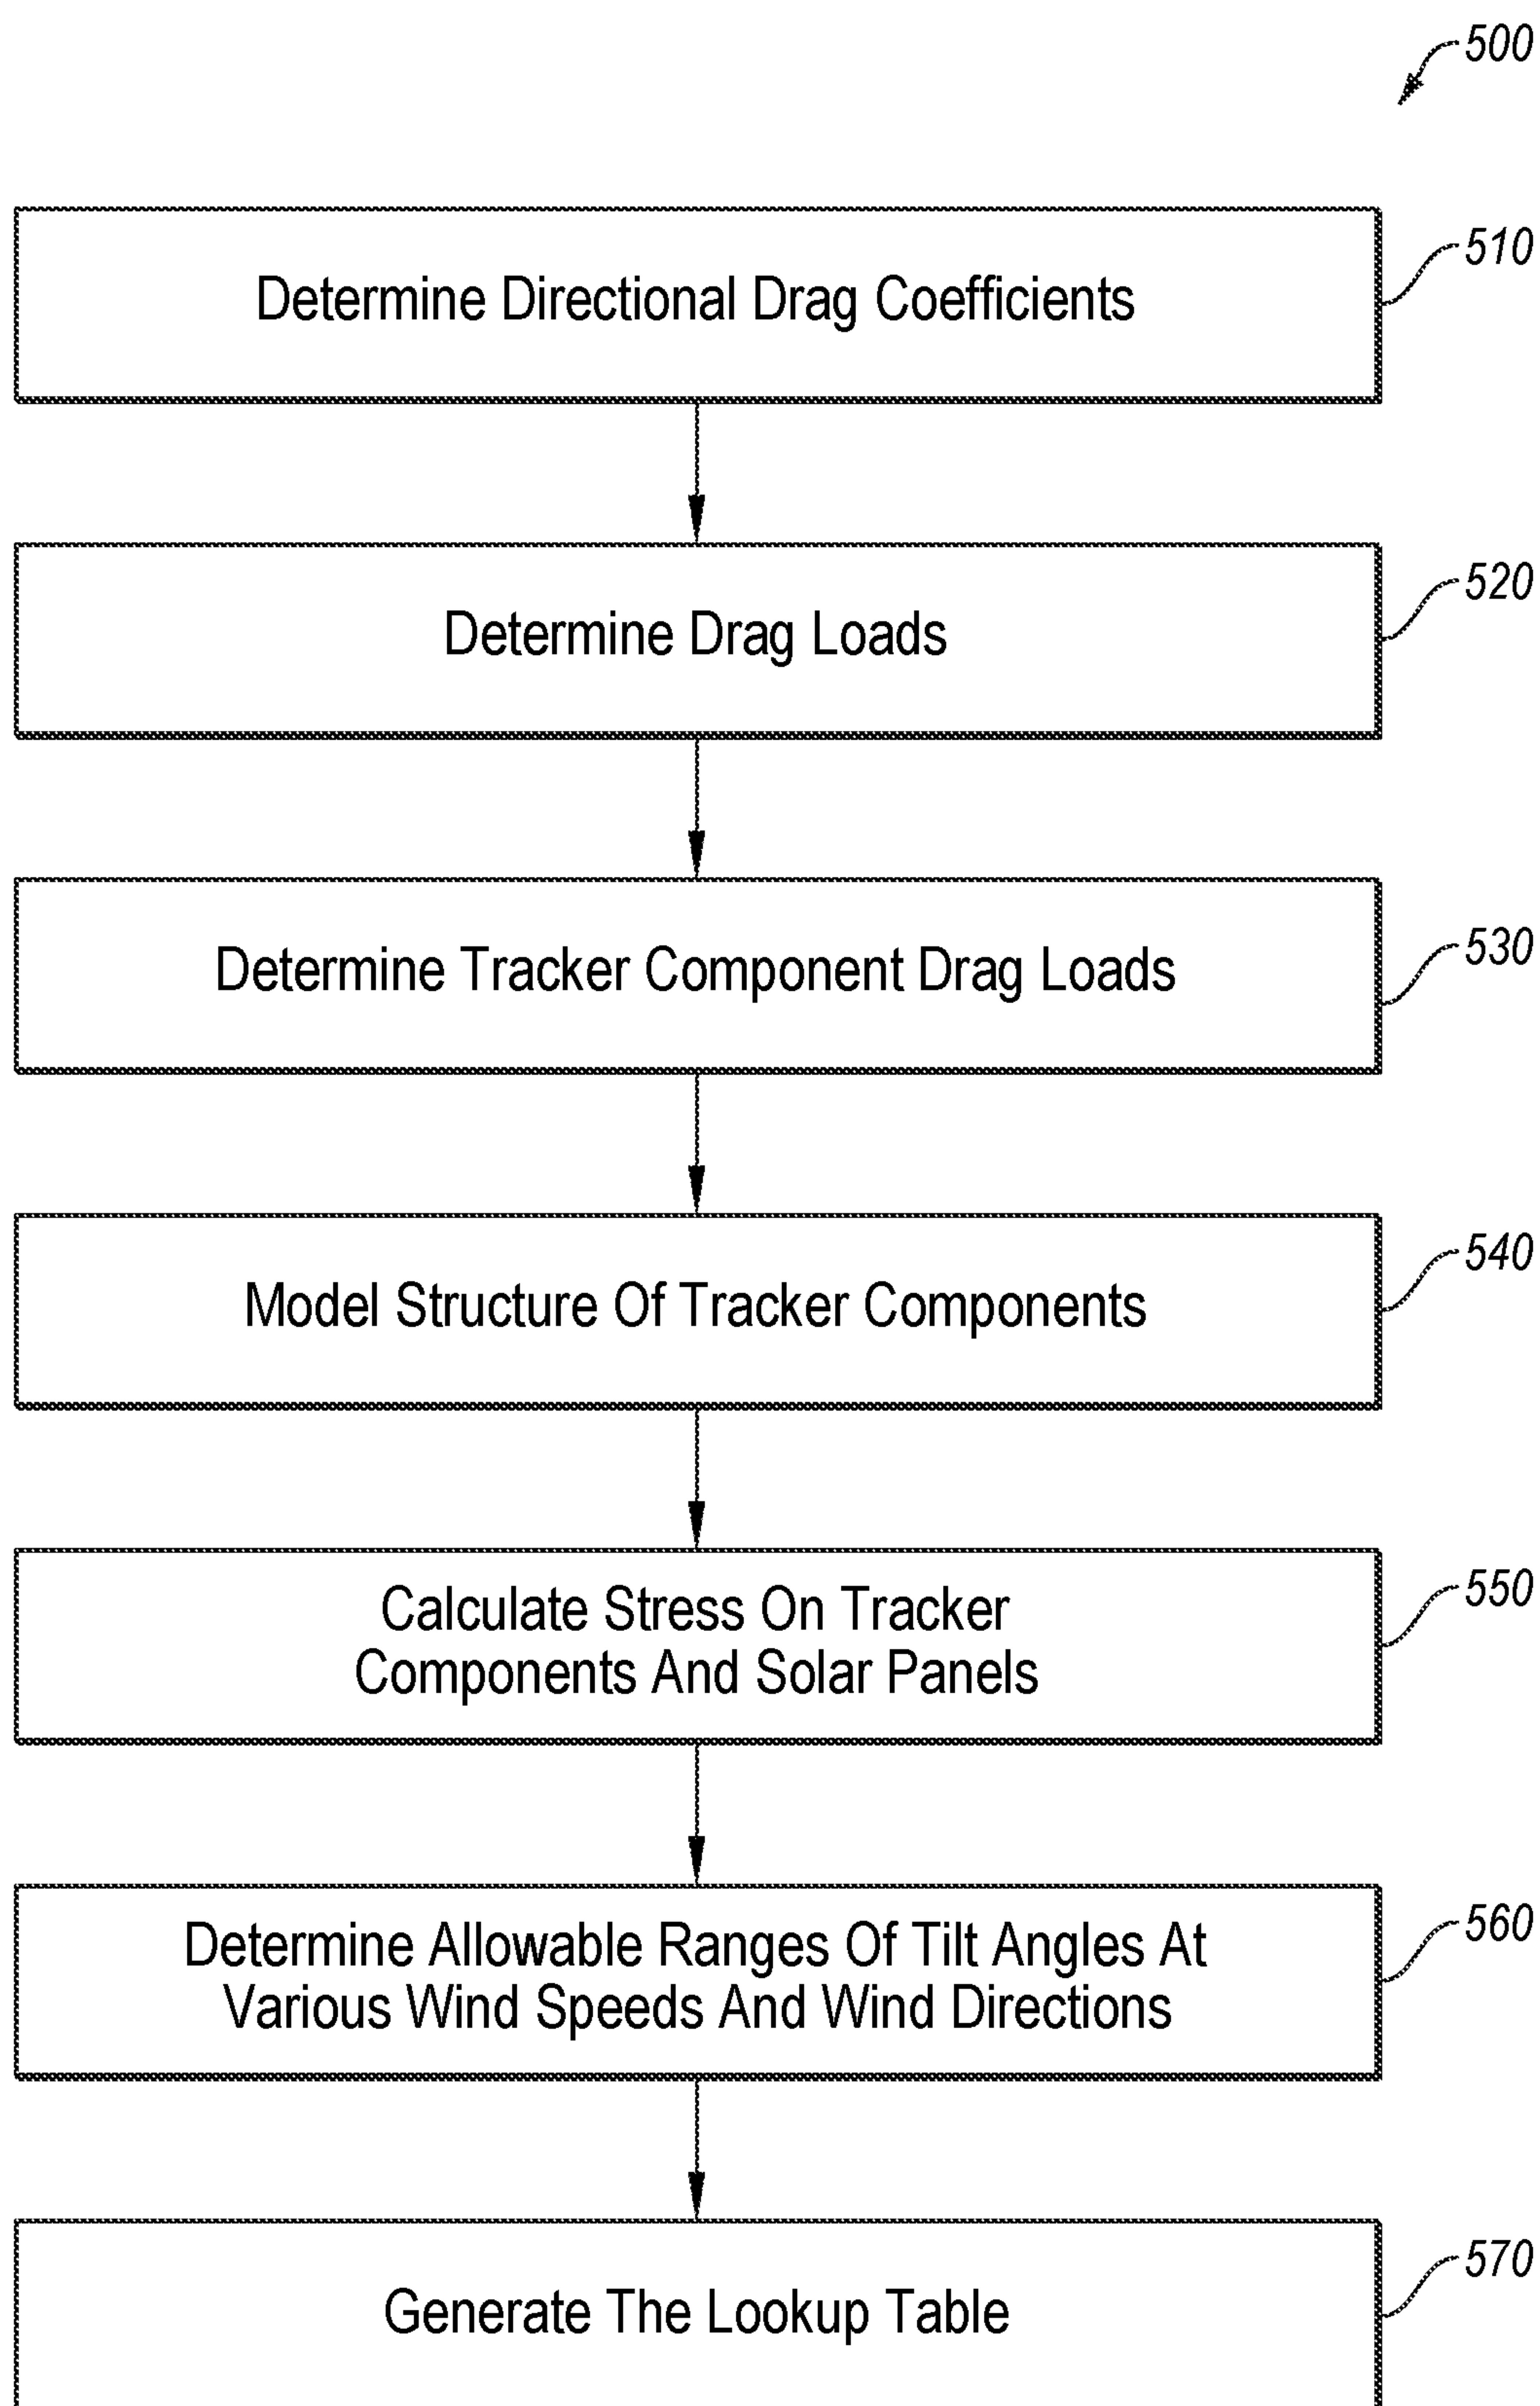 500
Determine Directional Drag Coefficients
510
Determine Drag Loads
520
Determine Tracker Component Drag Loads
530
Model Structure Of Tracker Components
540
Calculate Stress On Tracker
Components And Solar Panels
550
Determine Allowable Ranges Of Tilt Angles At
Various Wind Speeds And Wind Directions
560
Generate The Lookup Table
570